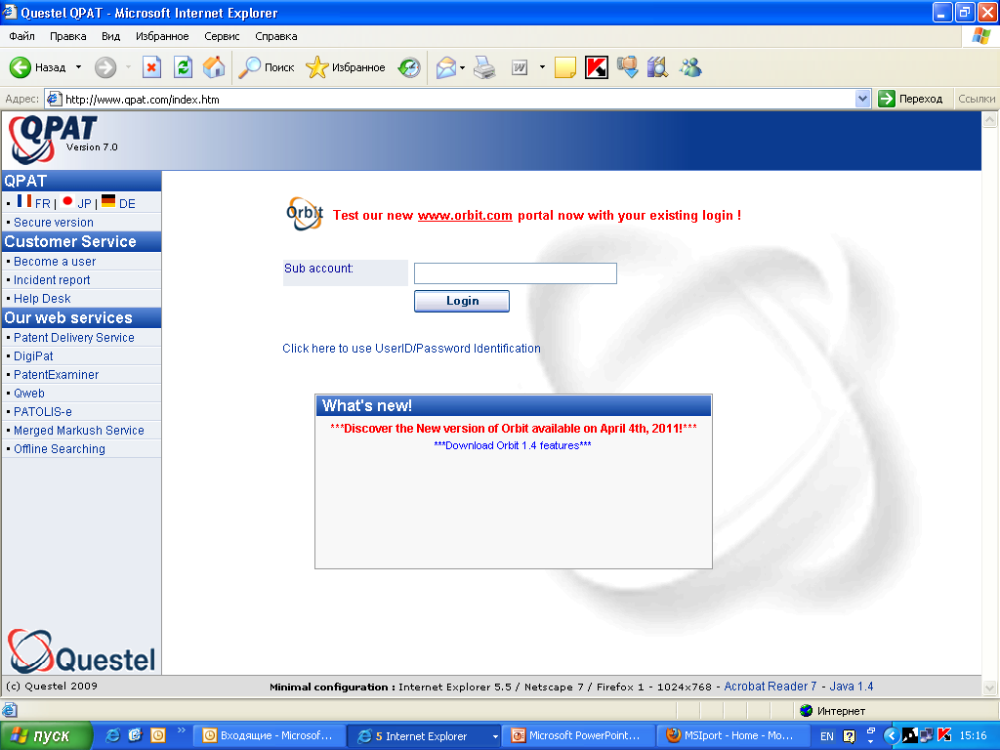 Questel QPAT - Microsoft Internet Explorer
Файл Правка Вид Избранное Сервис Справка
Назад Поиск Избранное
Адрес: http://www.qpat.com/index.htm Переход Ссылки
QPAT
Version 7.0
QPAT
FR | JP | DE
Secure version
Customer Service
Become a user
Incident report
Help Desk
Our web services
Patent Delivery Service
DigiPat
PatentExaminer
Qweb
PATOLIS-e
Merged Markush Service
Offline Searching
Questel
Orbit Test our new www.orbit.com portal now with your existing login !
Sub account:
Login
Click here to use UserID/Password Identification
What's new!
***Discover the New version of Orbit available on April 4th, 2011!***
***Download Orbit 1.4 features***
(c) Questel 2009 Minimal configuration : Internet Explorer 5.5 / Netscape 7 / Firefox 1 - 1024x768 - Acrobat Reader 7 - Java 1.4
Интернет
пуск Входящие - Microsof... 5 Internet Explorer Microsoft PowerPoint... MSIport - Home - Mo... EN 15:16